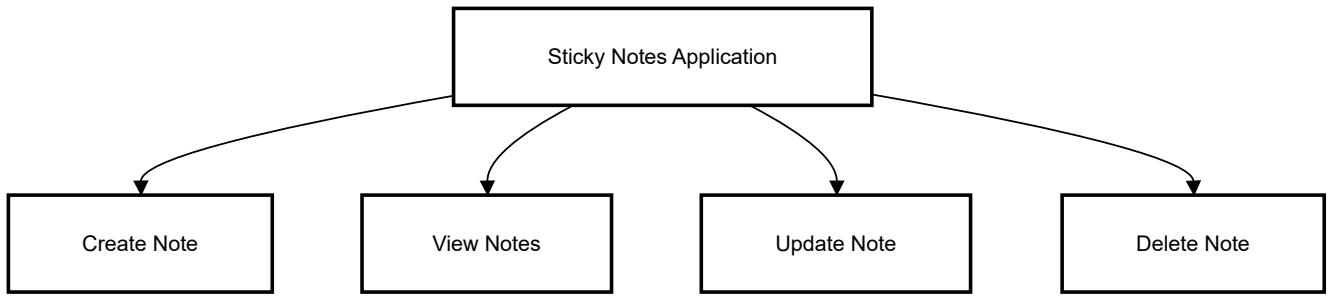 Sticky Notes Application
Create Note
View Notes
Update Note
Delete Note